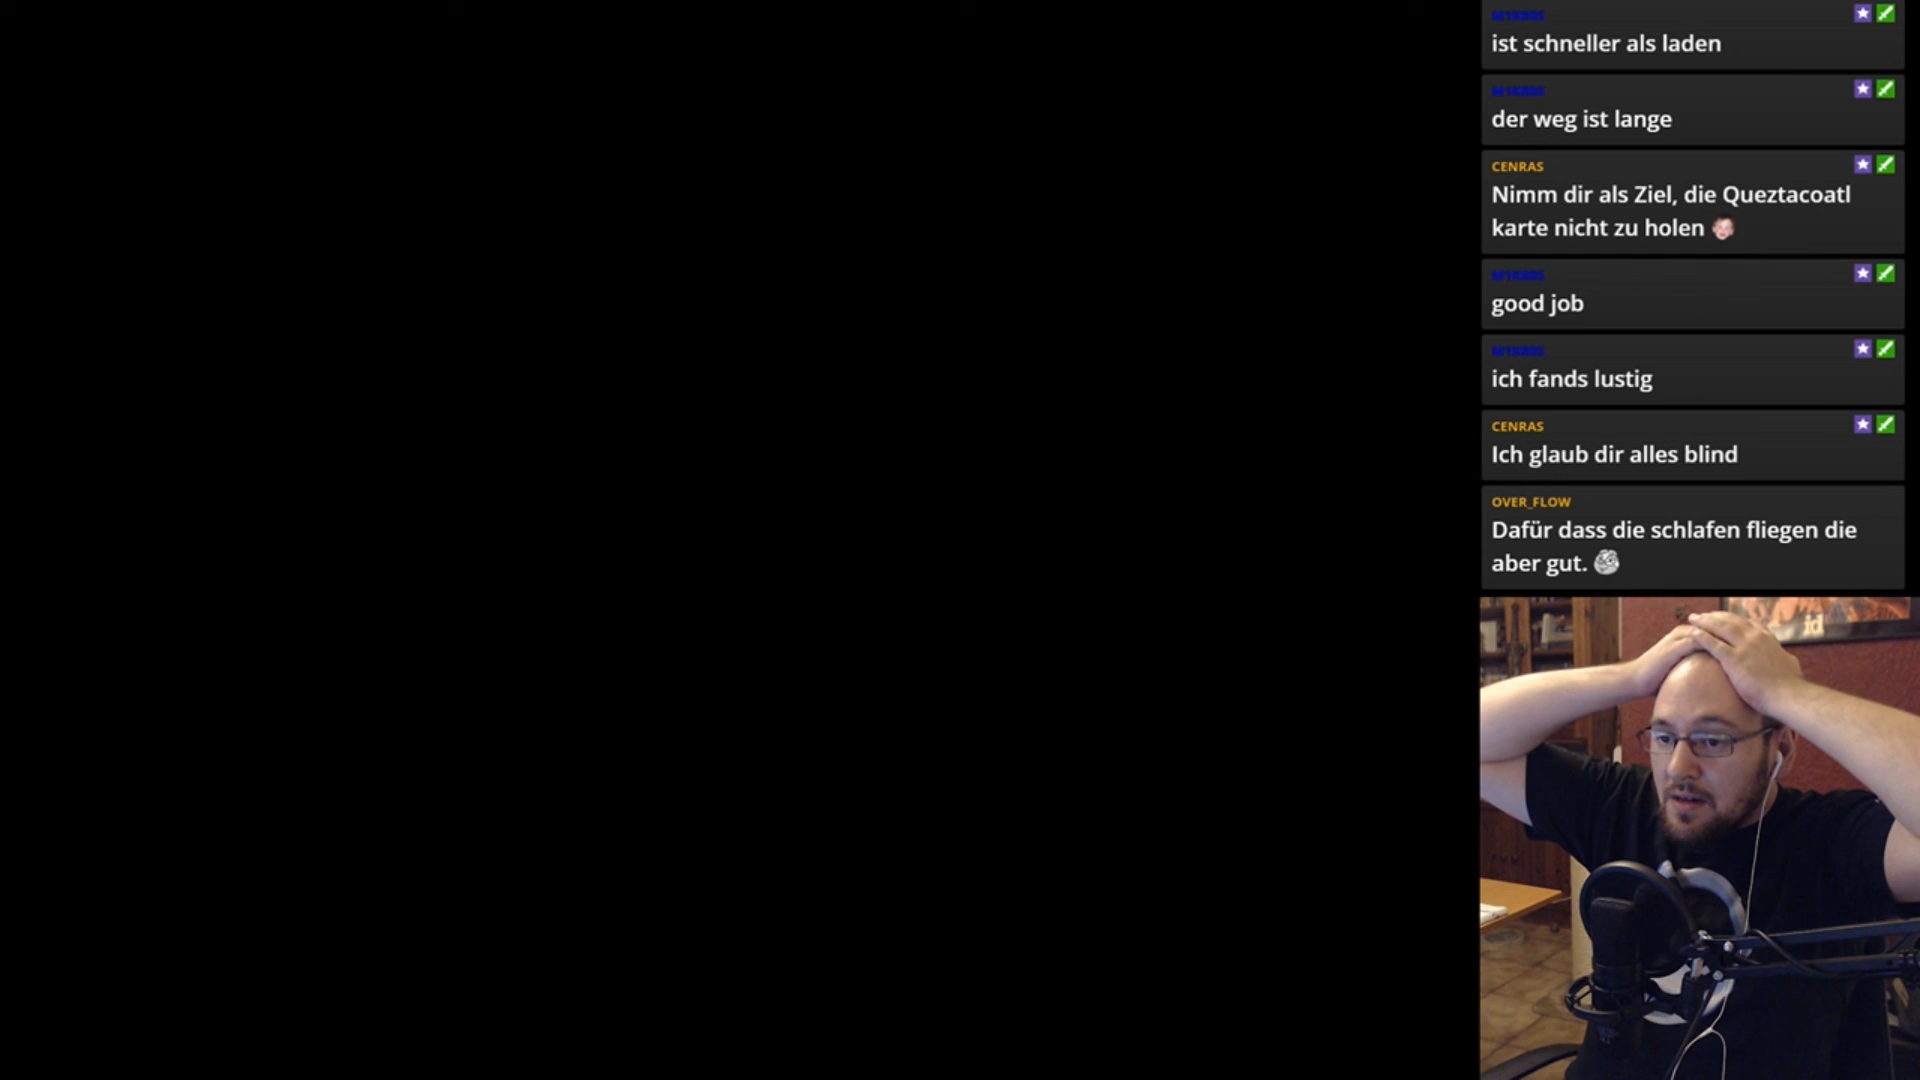 ist schneller als laden
der weg ist lange
CENRAS
Nimm dir als Ziel, die Queztacoatl
karte nicht zu holen
good job
ich fands lustig
CENRAS
Ich glaub dir alles blind
OVER_FLOW
Dafür dass die schlafen fliegen die
aber gut.
id